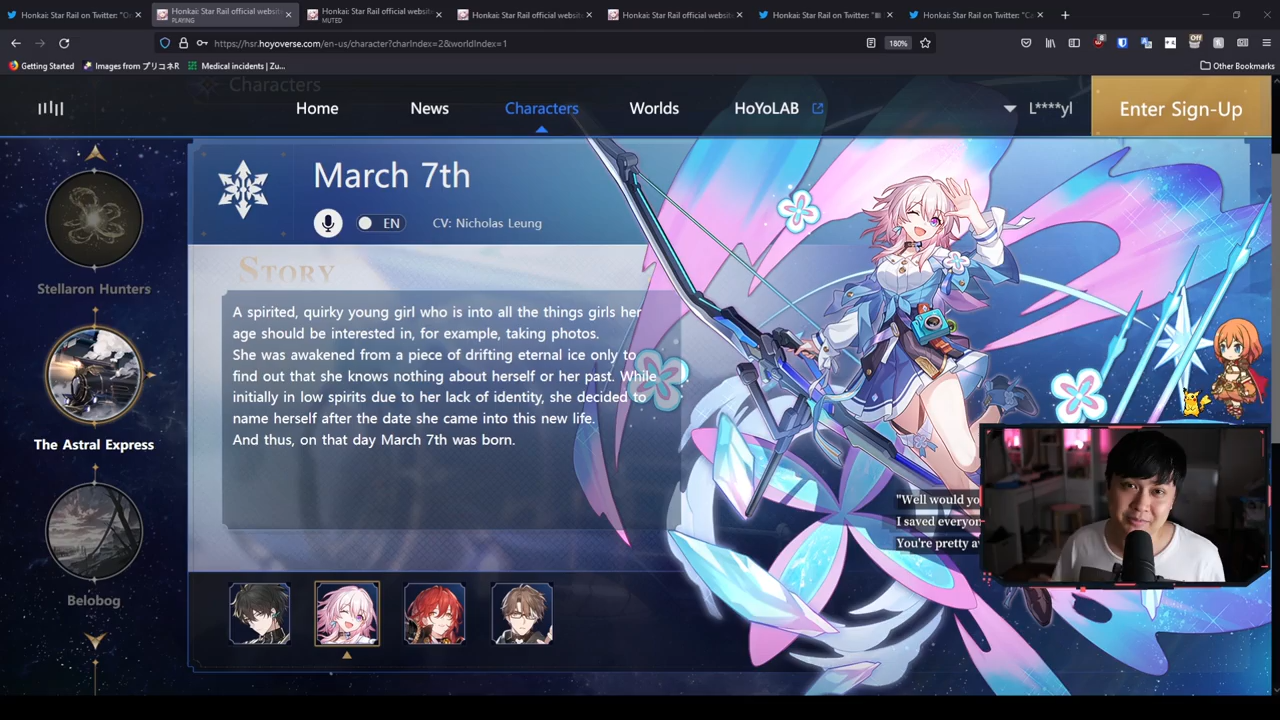 Honkai: Star Rail on Twitter: "O
Honkai: Star Rail official website
PLAYING
Honkai: Star Rail official website
MUTED
Honkai: Star Rail official website
Honkai: Star Rail official website
Honkai: Star Rail on Twitter: "
Honkai: Star Rail on Twitter: "Ca
https://hsr.hoyoverse.com/en-us/character?charIndex=2&worldIndex=1
180%
8
Off
Getting Started
Images from プリコネR
Medical incidents | Zu...
Other Bookmarks
Characters
Home
News
Characters
Worlds
HoYoLAB
L****yl
Enter Sign-Up
March 7th
EN
CV: Nicholas Leung
STORY
A spirited, quirky young girl who is into all the things girls her
age should be interested in, for example, taking photos.
She was awakened from a piece of drifting eternal ice only to
find out that she knows nothing about herself or her past. While
initially in low spirits due to her lack of identity, she decided to
name herself after the date she came into this new life.
And thus, on that day March 7th was born.
Stellaron Hunters
The Astral Express
Belobog
"Well would yo
I saved everyon
You're pretty a